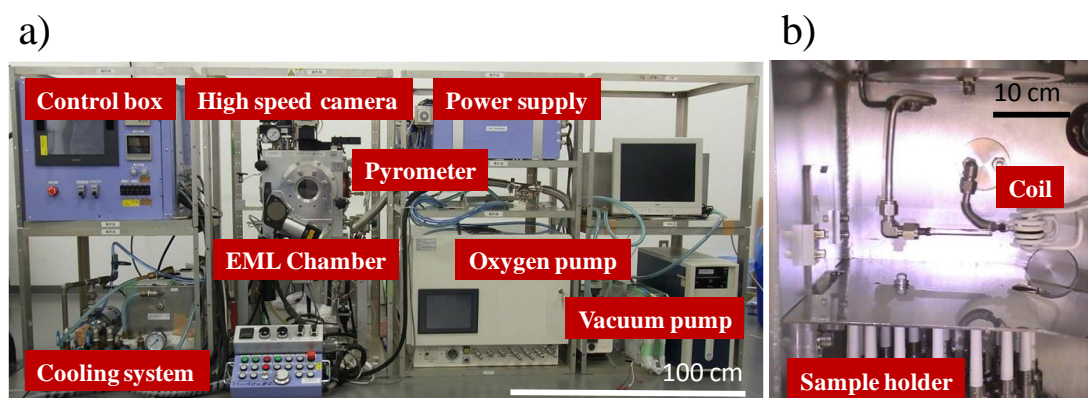 a)
b)
Control box
High speed camera
Power supply
10 cm
Pyrometer
Coil
EML Chamber
Oxygen pump
Vacuum pump
Cooling system
100 cm
Sample holder